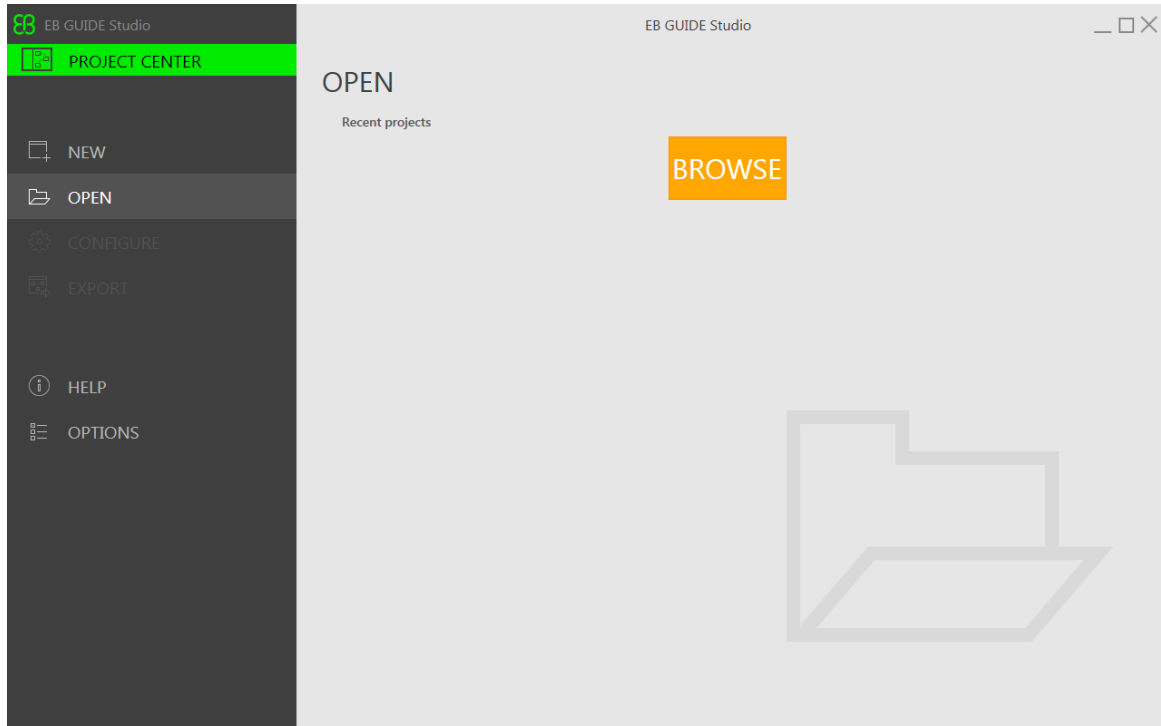 EB GUIDE Studio
EB GUIDE Studio
PROJECT CENTER
OPEN
Recent projects
BROWSE
NEW
OPEN
CONFIGURE
EXPORT
HELP
OPTIONS